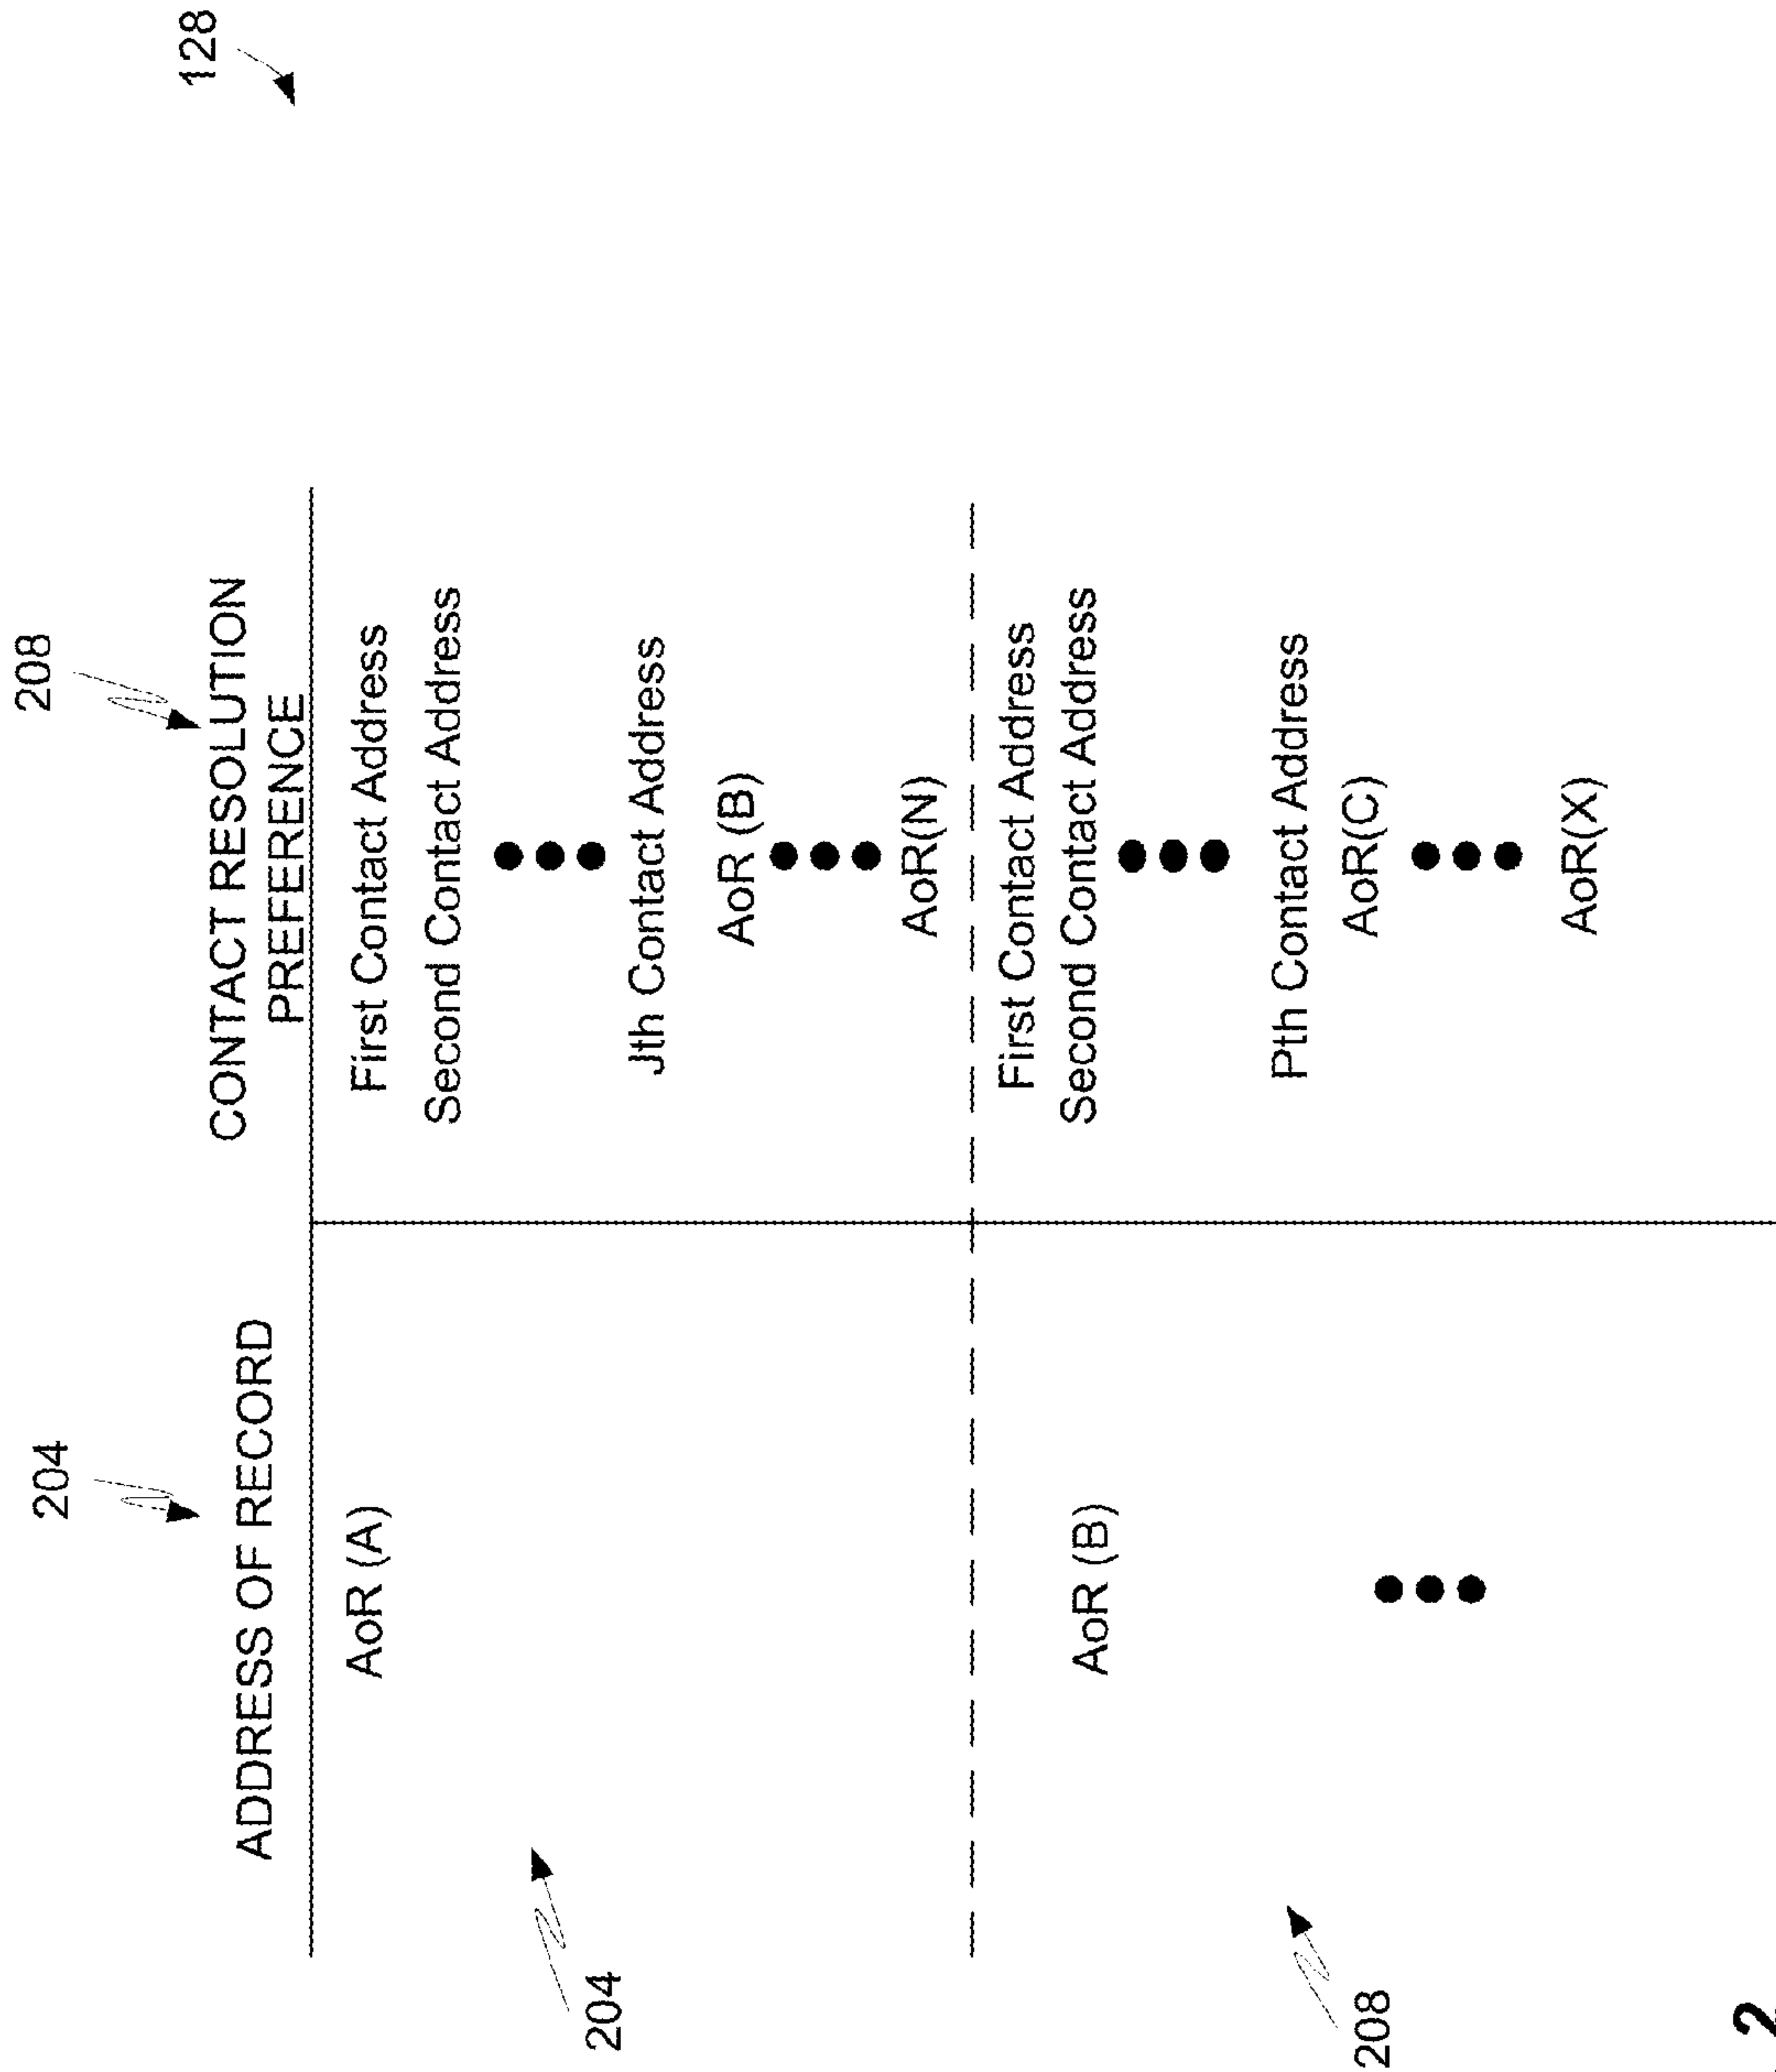 128
204
208
ADDRESS OF RECORD
CONTACT RESOLUTION
PREFERENCE
AoR (A)
First Contact Address
Second Contact Address
Jth Contact Address
AoR (B)
AoR(N)
204
AoR (B)
First Contact Address
Second Contact Address
Pth Contact Address
AoR(C)
AoR(X)
208
2